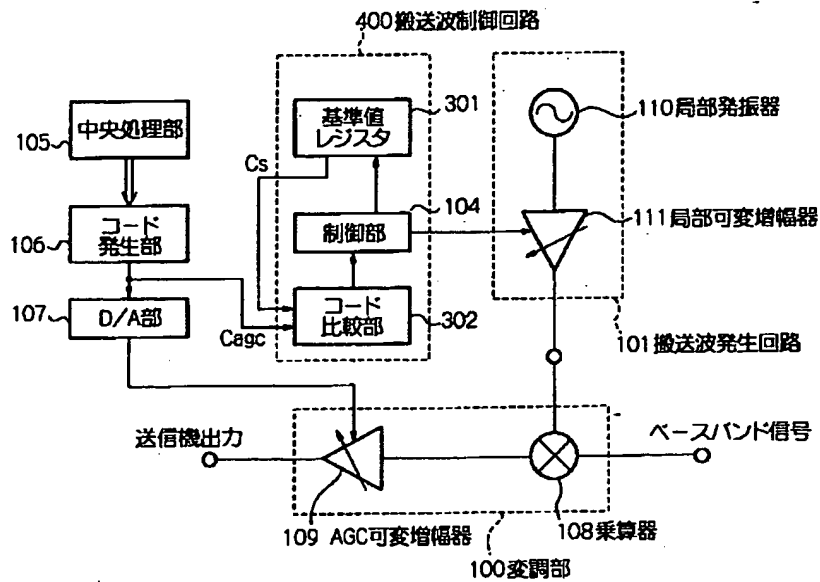 400搬送波制御回路
中央処理部
105
コード
発生部
106
D/A部
107
基準値
レジスタ
301
Cs
制御部
104
コード
比較部
302
Cagc
110局部発振器
111局部可変増幅器
101搬送波発生回路
送信機出力
ベースバンド信号
109 AGC可変増幅器
108乗算器
100変調部